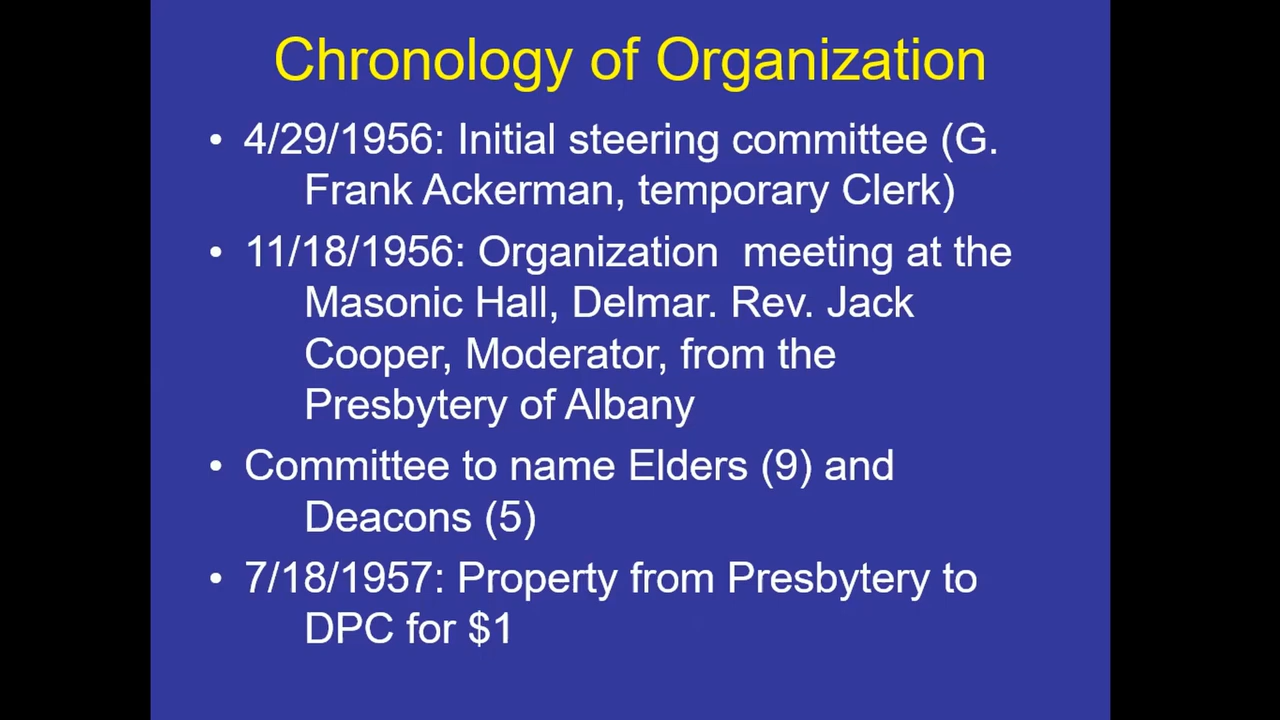 Chronology of Organization
• 4/29/1956: Initial steering committee (G.
Frank Ackerman, temporary Clerk)
• 11/18/1956: Organization  meeting at the
Masonic Hall, Delmar. Rev. Jack
Cooper, Moderator, from the
Presbytery of Albany
• Committee to name Elders (9) and
Deacons (5)
• 7/18/1957: Property from Presbytery to
DPC for $1